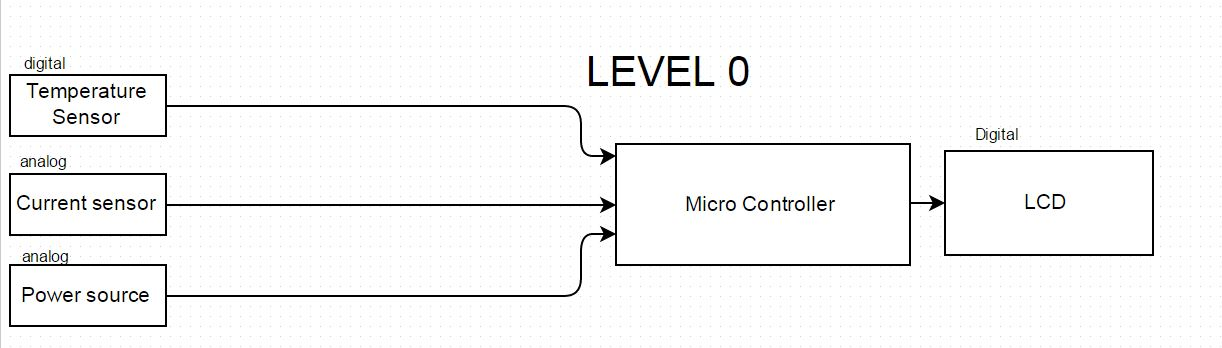 LEVEL 0
digital
Temperature
Sensor
analog
Current sensor
analog
Power source
Micro Controller
Digital
LCD